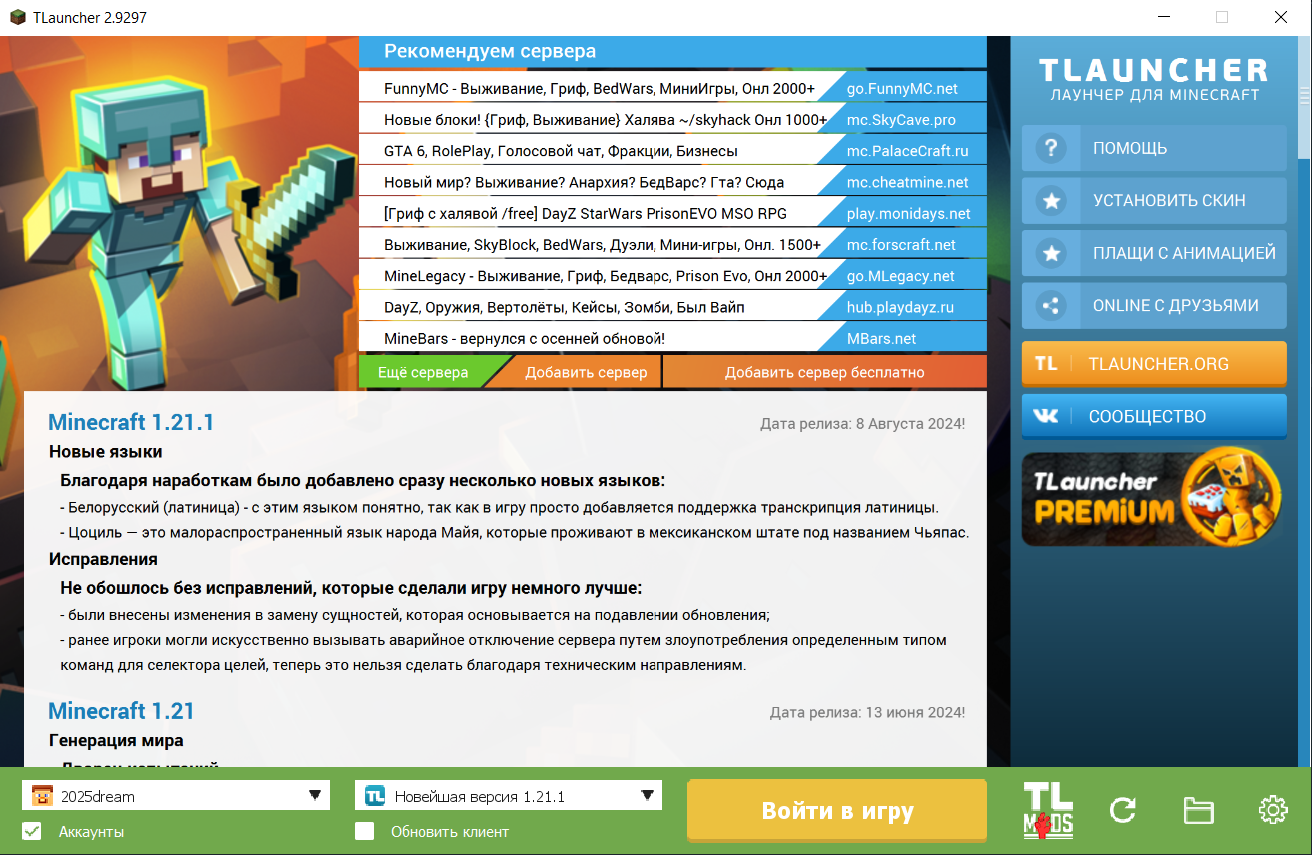 TLauncher 2.9297
Рекомендуем сервера
FunnyMC - Выживание, Гриф, BedWars, МиниИгры, Онл 2000+ go.FunnyMC.net
Новые блоки! {Гриф, Выживание} Халява ~/skyhack Онл 1000+ mc.SkyCave.pro
GTA 6, RolePlay, Голосовой чат, Фракции, Бизнесы mc.PalaceCraft.ru
Новый мир? Выживание? Анархия? БедВарс? Гта? Сюда mc.cheatmine.net
[Гриф с халявой /free] DayZ StarWars PrisonEVO MSO RPG play.monidays.net
Выживание, SkyBlock, BedWars, Дуэли, Мини-игры, Онл. 1500+ mc.forscraft.net
MineLegacy - Выживание, Гриф, Бедварс, Prison Evo, Онл 2000+ go.MLegacy.net
DayZ, Оружия, Вертолёты, Кейсы, Зомби, Был Вайп hub.playdayz.ru
MineBars - вернулся с осенней обновой! MBars.net
Ещё сервера Добавить сервер Добавить сервер бесплатно
Minecraft 1.21.1 Дата релиза: 8 Августа 2024!
Новые языки
Благодаря наработкам было добавлено сразу несколько новых языков:
- Белорусский (латиница) - с этим языком понятно, так как в игру просто добавляется поддержка транскрипция латиницы.
- Цоциль — это малораспространенный язык народа Майя, которые проживают в мексиканском штате под названием Чьяпас.
Исправления
Не обошлось без исправлений, которые сделали игру немного лучше:
- были внесены изменения в замену сущностей, которая основывается на подавлении обновления;
- ранее игроки могли искусственно вызывать аварийное отключение сервера путем злоупотребления определенным типом
команд для селектора целей, теперь это нельзя сделать благодаря техническим направлениям.
Minecraft 1.21 Дата релиза: 13 июня 2024!
Генерация мира
TLAUNCHER
ЛАУНЧЕР ДЛЯ MINECRAFT
ПОМОЩЬ
УСТАНОВИТЬ СКИН
ПЛАЩИ С АНИМАЦИЕЙ
ONLINE С ДРУЗЬЯМИ
TL TLAUNCHER.ORG
СООБЩЕСТВО
TLauncher
PREMIUM
2025dream
TL Новейшая версия 1.21.1
Аккаунты
Обновить клиент
Войти в игру
TL
MODS